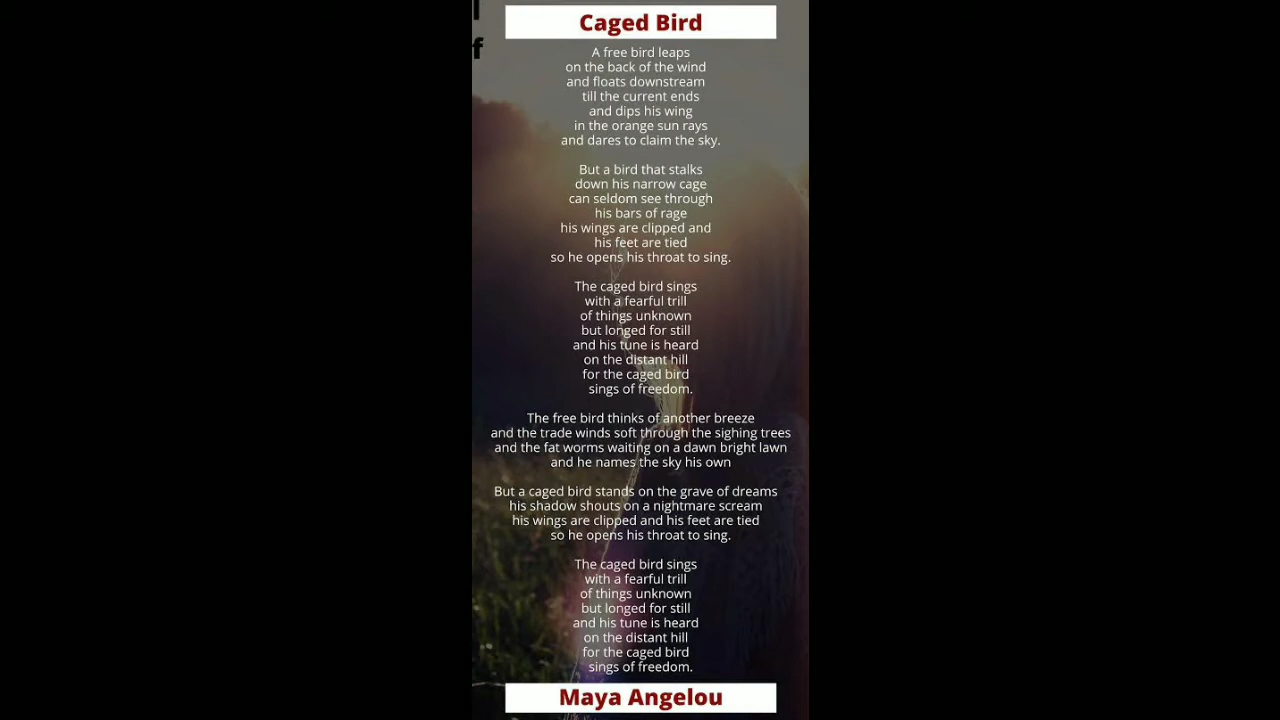 Caged Bird
A free bird leaps
on the back of the wind
and floats downstream
till the current ends
and dips his wing
in the orange sun rays
and dares to claim the sky.
But a bird that stalks
down his narrow cage
can seldom see through
his bars of rage
his wings are clipped and
his feet are tied
so he opens his throat to sing.
The caged bird sings
with a fearful trill
of things unknown
but longed for still
and his tune is heard
on the distant hill
for the caged bird
sings of freedom.
The free bird thinks of another breeze
and the trade winds soft through the sighing trees
and the fat worms waiting on a dawn bright lawn
and he names the sky his own
But a caged bird stands on the grave of dreams
his shadow shouts on a nightmare scream
his wings are clipped and his feet are tied
so he opens his throat to sing.
The caged bird sings
with a fearful trill
of things unknown
but longed for still
and his tune is heard
on the distant hill
for the caged bird
sings of freedom.
Maya Angelou